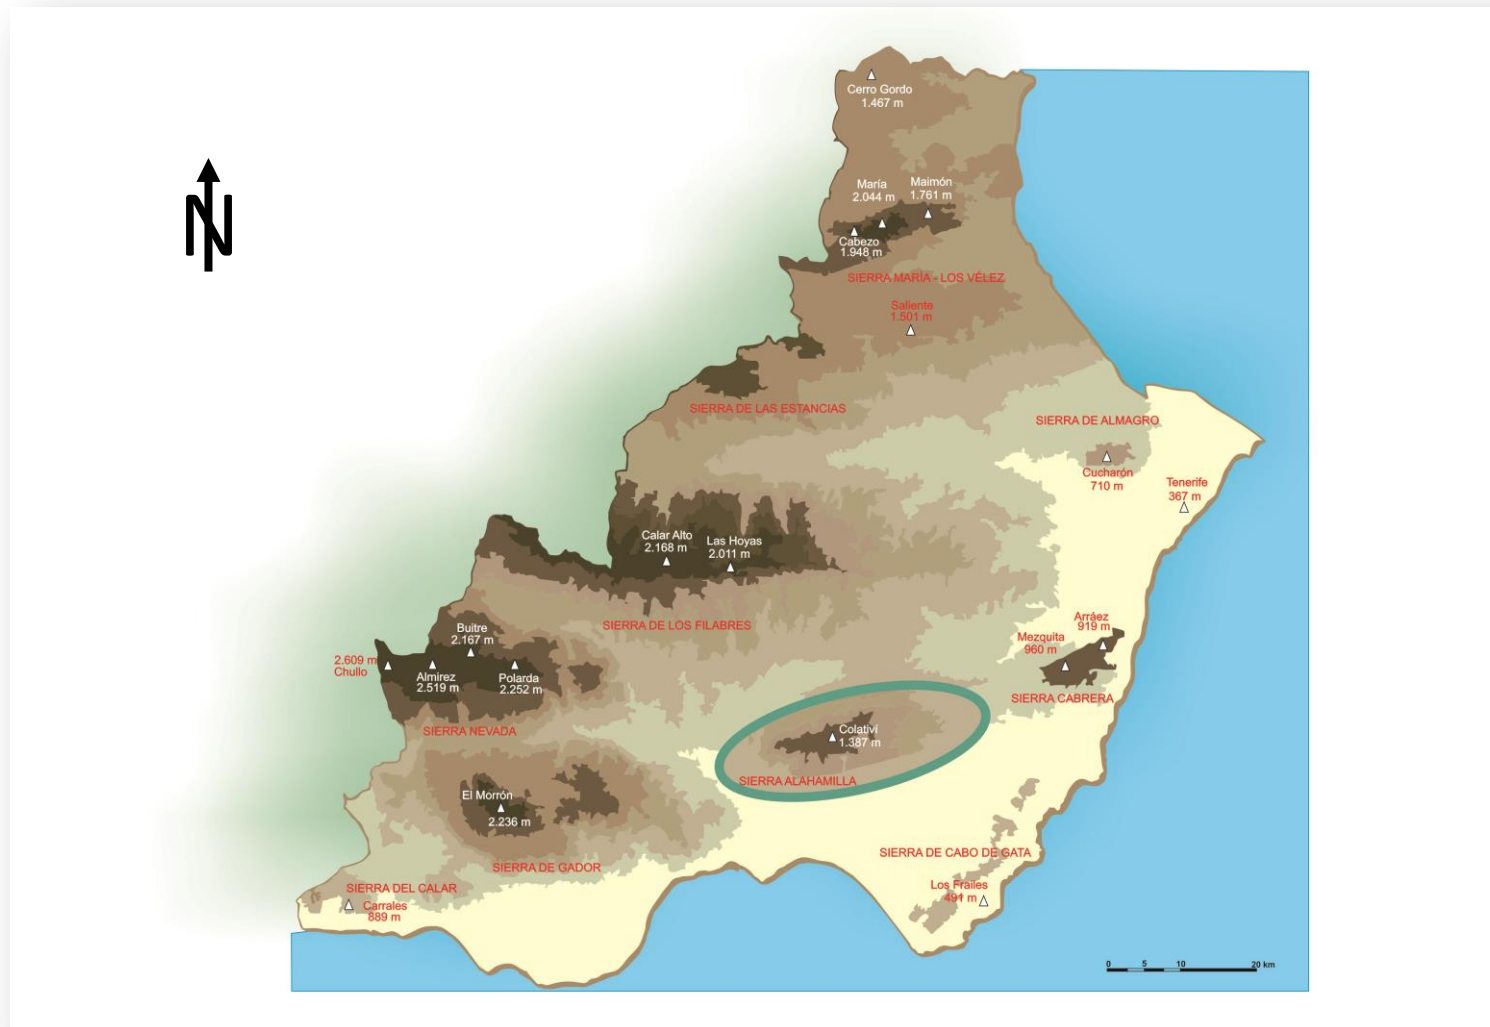 Cerro Gordo
1.467 m
N
María
2.044 m
Maimón
1.761 m
Cabezo
1.948 m
SIERRA MARÍA - LOS VÉLEZ
Saliente
1.501 m
SIERRA DE LAS ESTANCIAS
SIERRA DE ALMAGRO
Cucharón
710 m
Tenerife
367 m
Calar Alto
2.168 m
Las Hoyas
2.011 m
SIERRA DE LOS FILABRES
Buitre
2.167 m
2.609 m
Chullo
Almirez
2.519 m
Polarda
2.252 m
SIERRA NEVADA
Arráez
919 m
Mezquita
960 m
SIERRA CABRERA
Colativí
1.387 m
SIERRA ALAHAMILLA
El Morrón
2.236 m
SIERRA DE GADOR
SIERRA DE CABO DE GATA
Los Frailes
491 m
SIERRA DEL CALAR
Carrales
889 m
0 5 10 20 km